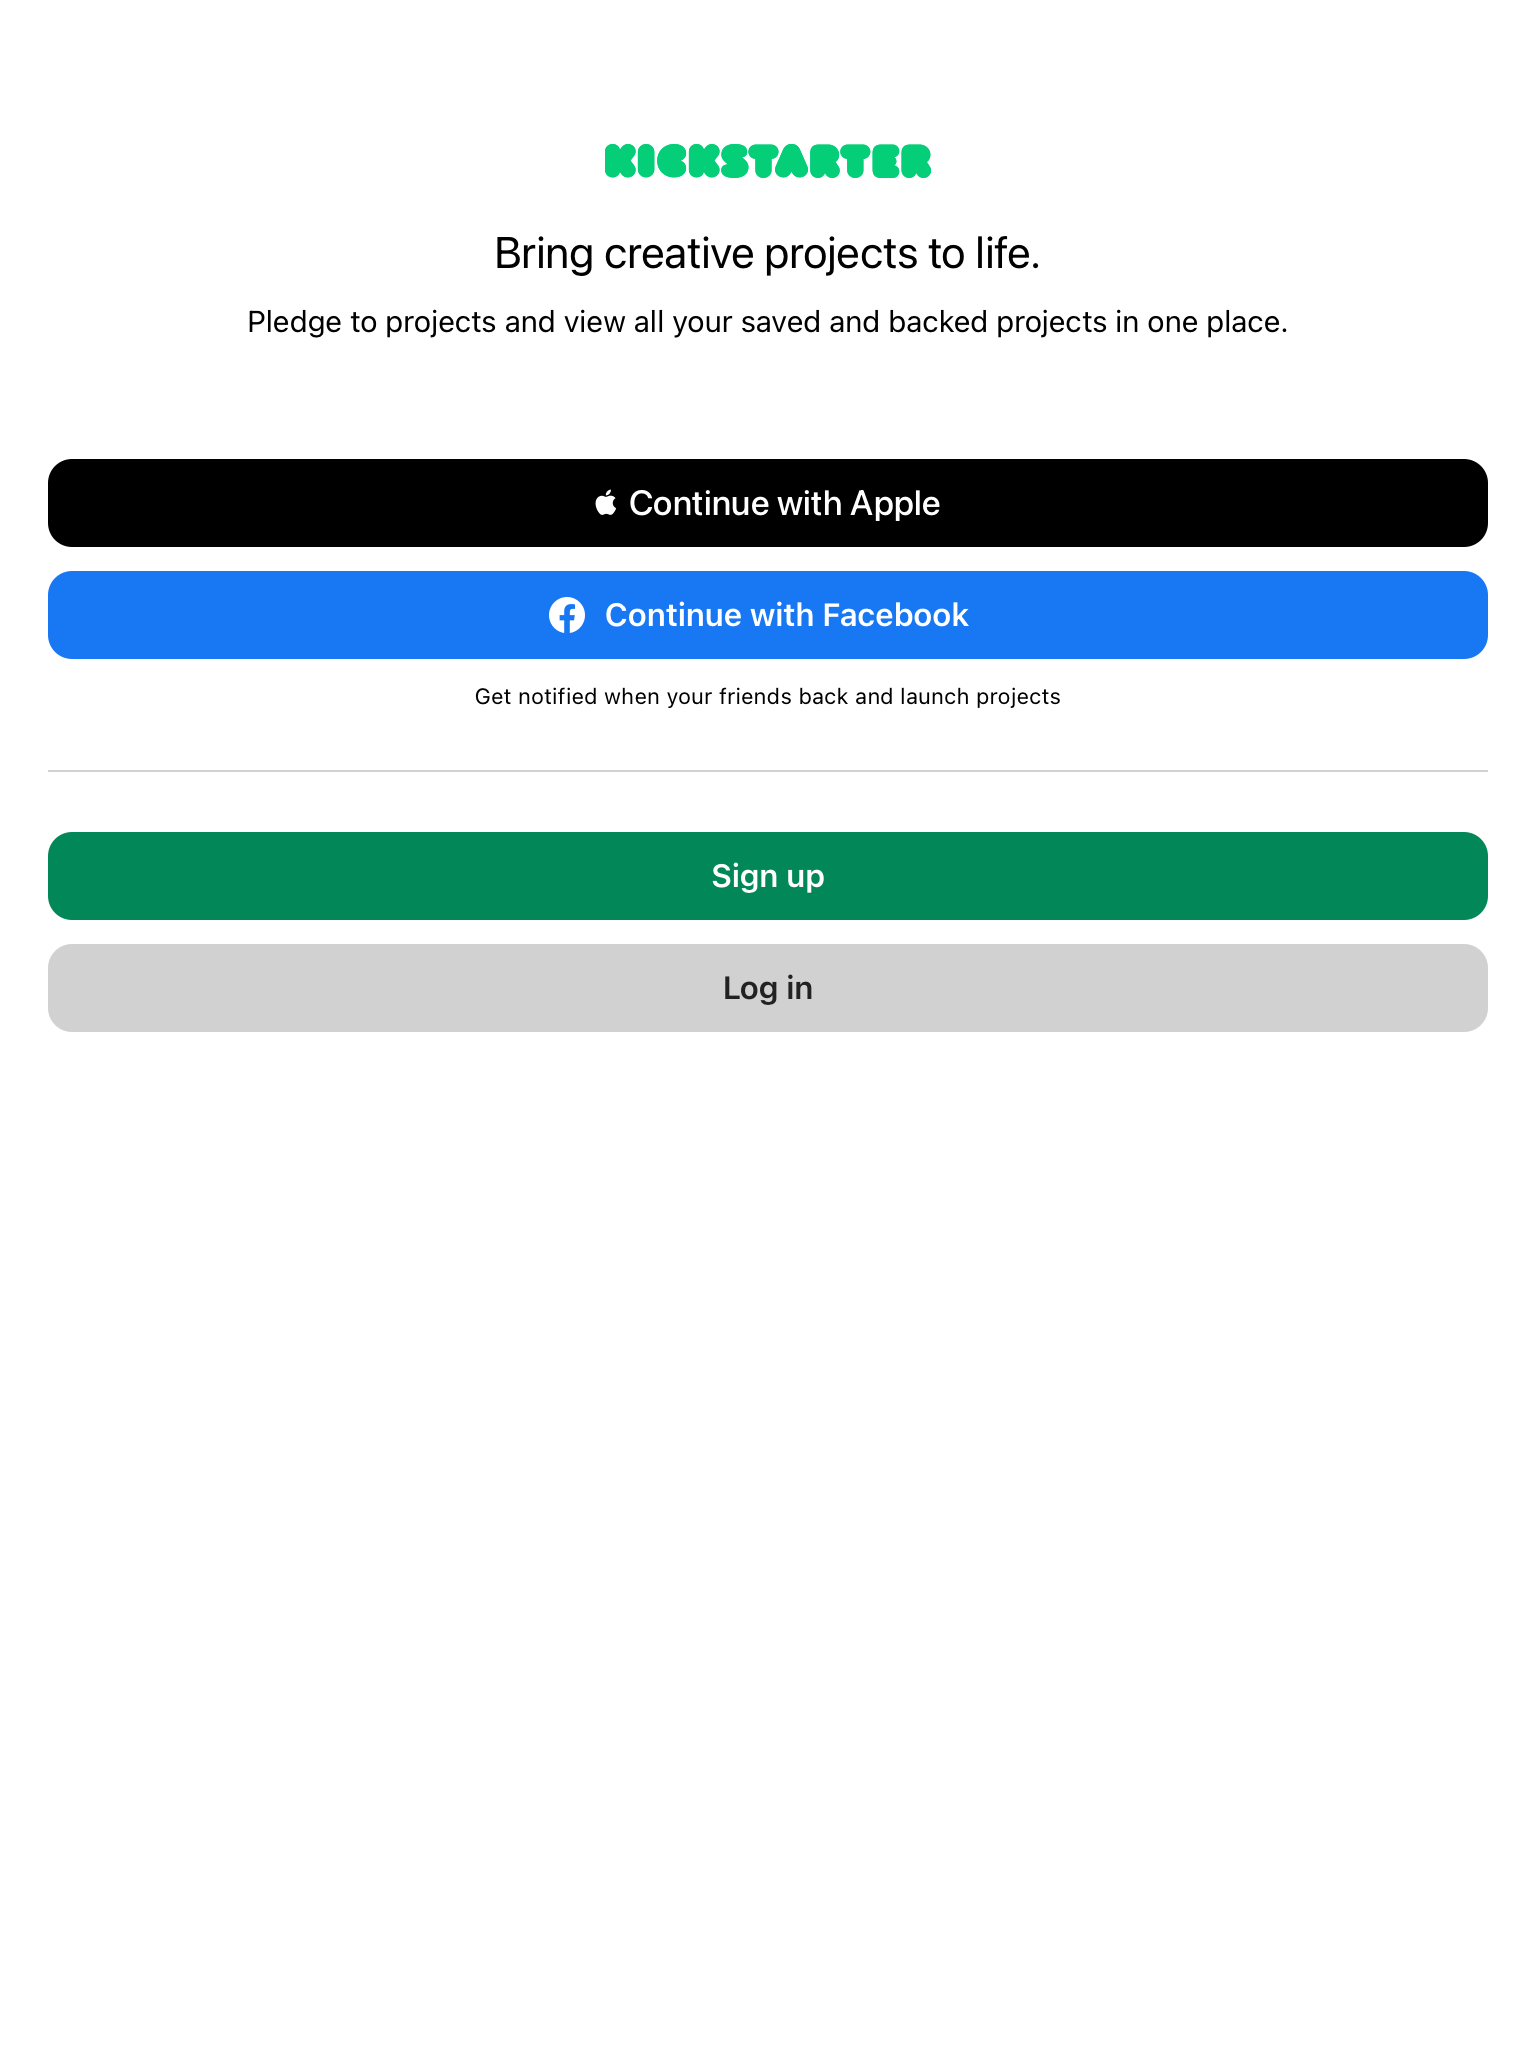 KICKSTARTER
Bring creative projects to life.
Pledge to projects and view all your saved and backed projects in one place.
Continue with Apple
Continue with Facebook
Get notified when your friends back and launch projects
Sign up
Log in